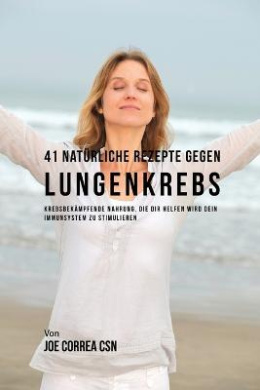 41 NATÜRLICHE REZEPTE GEGEN
LUNGENKREBS
KREBSBEKÄMPFENDE NAHRUNG, DIE DIR HELFEN WIRD DEIN
IMMUNSYSTEM ZU STIMULIEREN
Von
JOE CORREA CSN